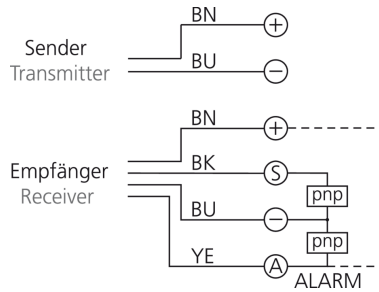 BN +
Sender
Transmitter
BU −
BN +
Empfänger
Receiver
BK S
pnp
BU −
pnp
YE A
ALARM